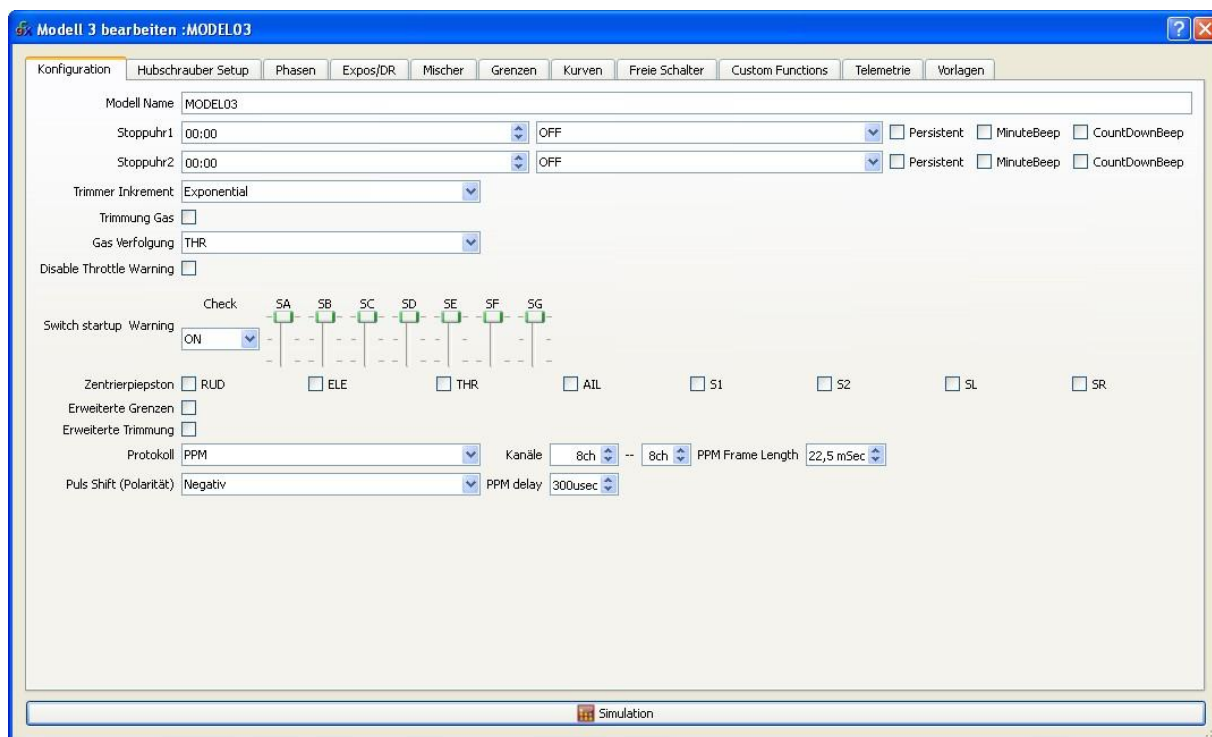 Modell 3 bearbeiten :MODEL03
Konfiguration Hubschrauber Setup Phasen Expos/DR Mischer Grenzen Kurven Freie Schalter Custom Functions Telemetrie Vorlagen
Modell Name MODEL03
Stoppuhr1 00:00 OFF Persistent MinuteBeep CountDownBeep
Stoppuhr2 00:00 OFF Persistent MinuteBeep CountDownBeep
Trimmer Inkrement Exponential
Trimmung Gas
Gas Verfolgung THR
Disable Throttle Warning
Check SA SB SC SD SE SF SG
Switch startup Warning
ON
Zentrierpiepston RUD ELE THR AIL S1 S2 SL SR
Erweiterte Grenzen
Erweiterte Trimmung
Protokoll PPM Kanäle 8ch -- 8ch PPM Frame Length 22,5 mSec
Puls Shift (Polarität) Negativ PPM delay 300usec
Simulation